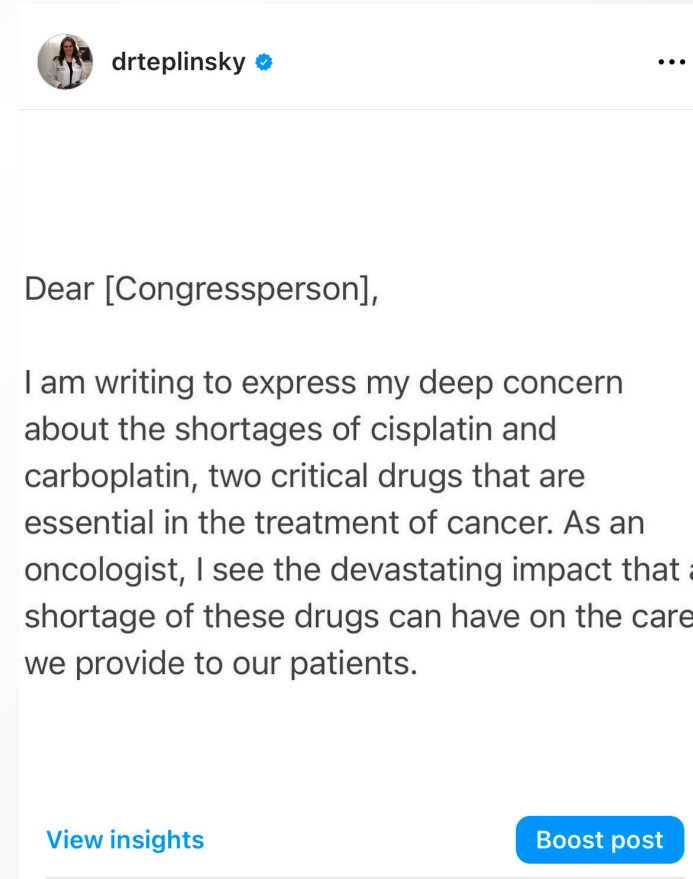 drteplinsky
Dear [Congressperson],
I am writing to express my deep concern
about the shortages of cisplatin and
carboplatin, two critical drugs that are
essential in the treatment of cancer. As an
oncologist, I see the devastating impact that a
shortage of these drugs can have on the care
we provide to our patients.
View insights
Boost post